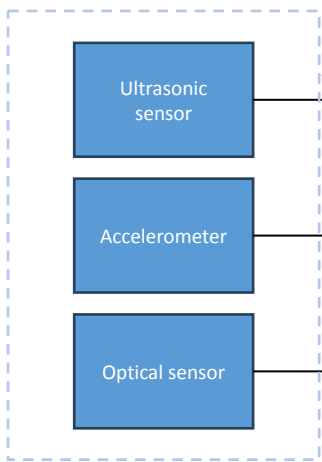 Ultrasonic
sensor
Accelerometer
Optical sensor